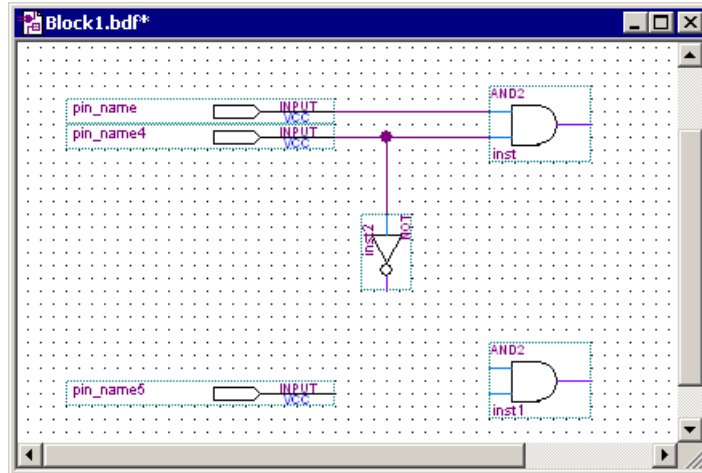 Block1.bdf*
AND2
pin_name INPUT
VCC
pin_name4 INPUT
VCC
inst
inst2 NOT
AND2
pin_name5 INPUT
VCC
inst1